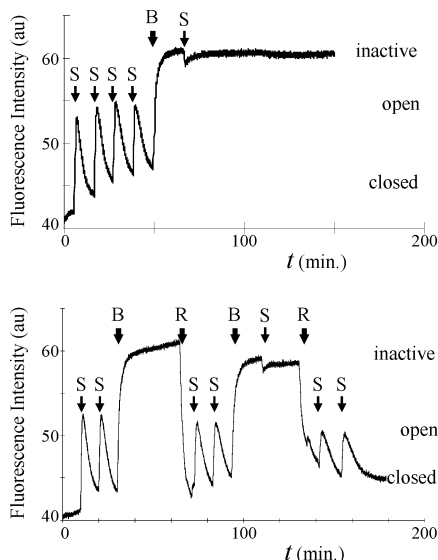 B
S
S S S S
60
50
40
Fluorescence Intensity (au)
inactive
open
closed
0 100 200
t (min.)
B R B S R
S S S S S S
60
50
40
Fluorescence Intensity (au)
inactive
open
closed
0 100 200
t (min.)